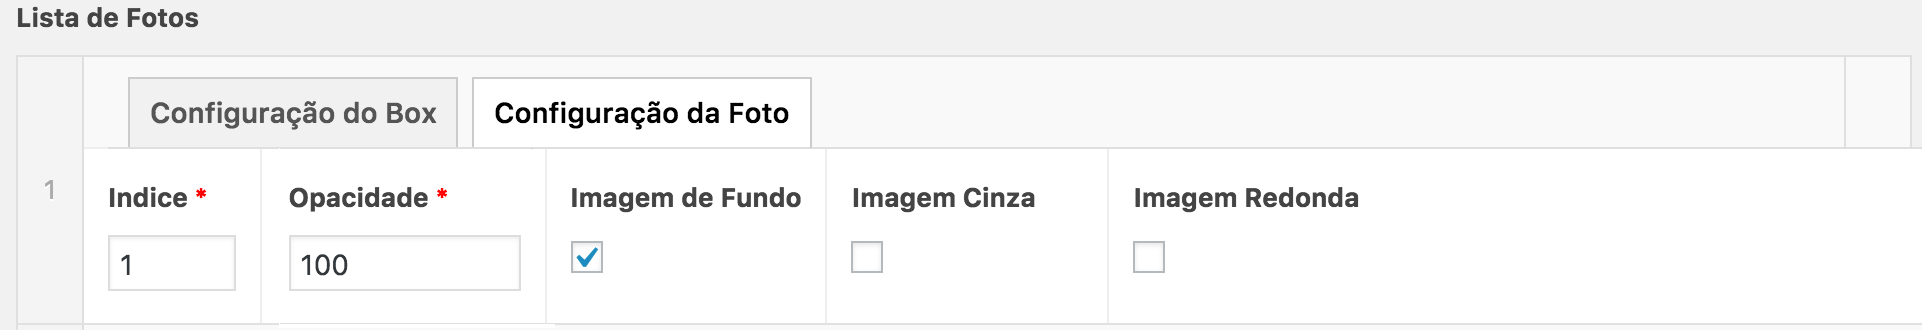 Lista de Fotos
Configuração do Box Configuração da Foto
1
Indice * Opacidade * Imagem de Fundo Imagem Cinza Imagem Redonda
1 100